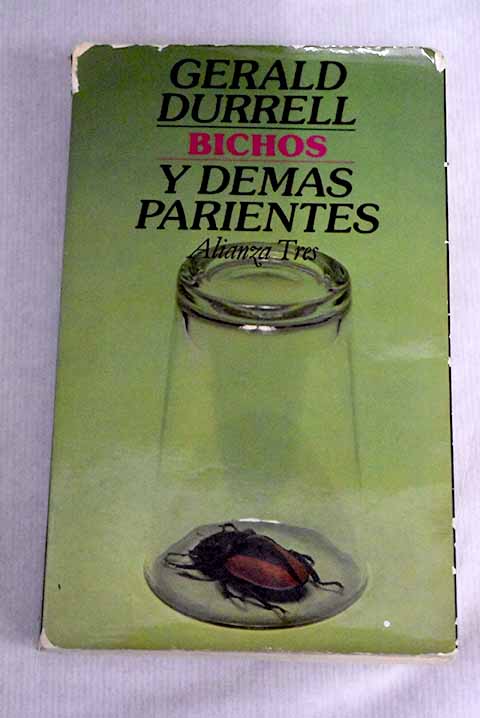 GERALD
DURRELL
BICHOS
Y DEMAS
PARIENTES
Alianza Tres